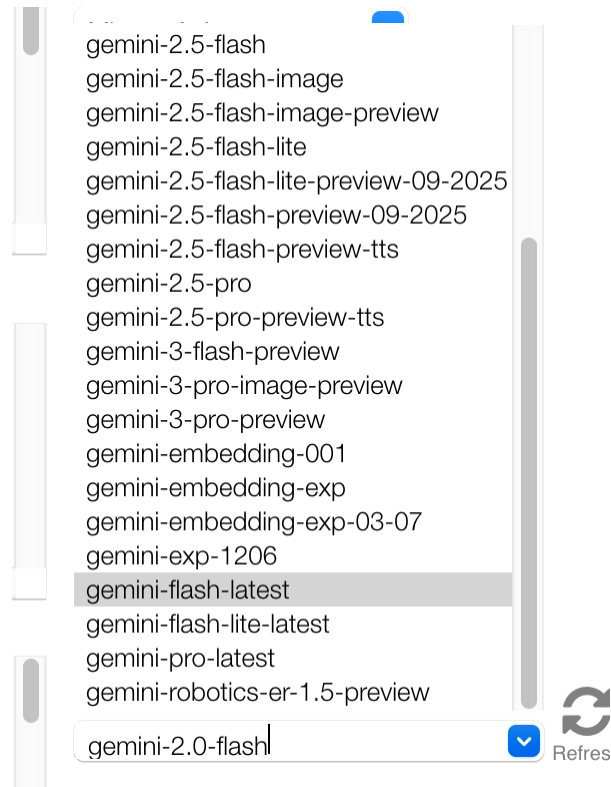 gemini-2.5-flash
gemini-2.5-flash-image
gemini-2.5-flash-image-preview
gemini-2.5-flash-lite
gemini-2.5-flash-lite-preview-09-2025
gemini-2.5-flash-preview-09-2025
gemini-2.5-flash-preview-tts
gemini-2.5-pro
gemini-2.5-pro-preview-tts
gemini-3-flash-preview
gemini-3-pro-image-preview
gemini-3-pro-preview
gemini-embedding-001
gemini-embedding-exp
gemini-embedding-exp-03-07
gemini-exp-1206
gemini-flash-latest
gemini-flash-lite-latest
gemini-pro-latest
gemini-robotics-er-1.5-preview
gemini-2.0-flash
Refres